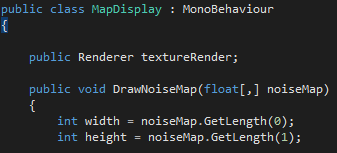 public class MapDisplay : MonoBehaviour
{
public Renderer textureRender;
public void DrawNoiseMap(float[,] noiseMap)
{
int width = noiseMap.GetLength(0);
int height = noiseMap.GetLength(1);